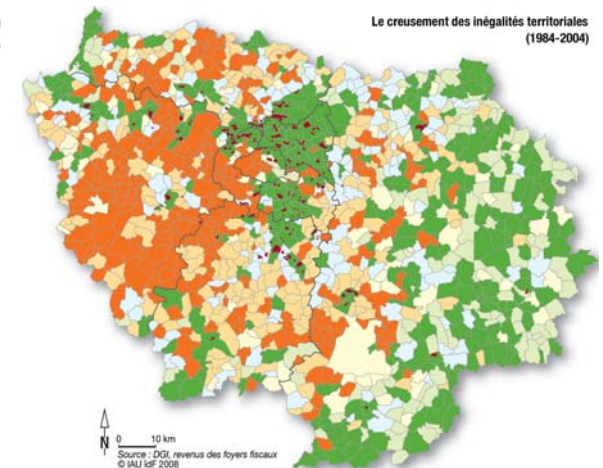 Le creusement des inégalités territoriales
(1984-2004)
N
0 10 km
Source : DGI, revenus des foyers fiscaux
© IAU îdF 2008